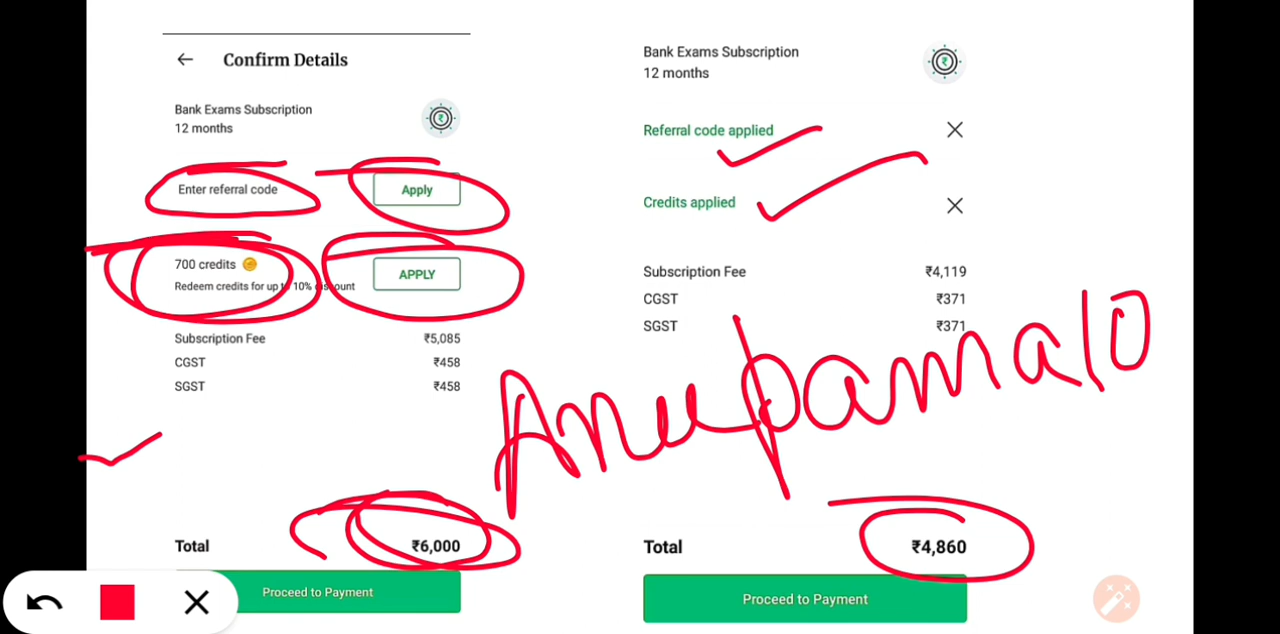 Confirm Details
Bank Exams Subscription
12 months
Enter referral code Apply
700 credits APPLY
Redeem credits for up to 10% discount
Subscription Fee ₹5,085
CGST ₹458
SGST ₹458
Total ₹6,000
Proceed to Payment
Bank Exams Subscription
12 months
Referral code applied
Credits applied
Subscription Fee ₹4,119
CGST ₹371
SGST ₹371
Anupama10
Total ₹4,860
Proceed to Payment